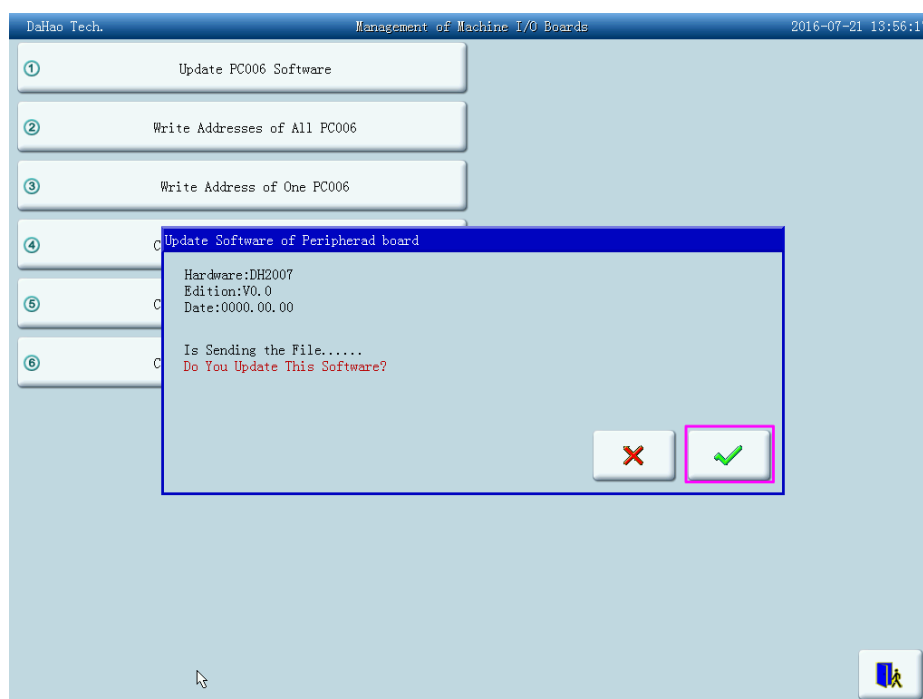 DaHao Tech. Management of Machine I/O Boards 2016-07-21 13:56:1
① Update PC006 Software
② Write Addresses of All PC006
③ Write Address of One PC006
④ C
⑤ C
⑥ C
Update Software of Peripherad board
Hardware:DH2007
Edition:V0.0
Date:0000.00.00
Is Sending the File......
Do You Update This Software?